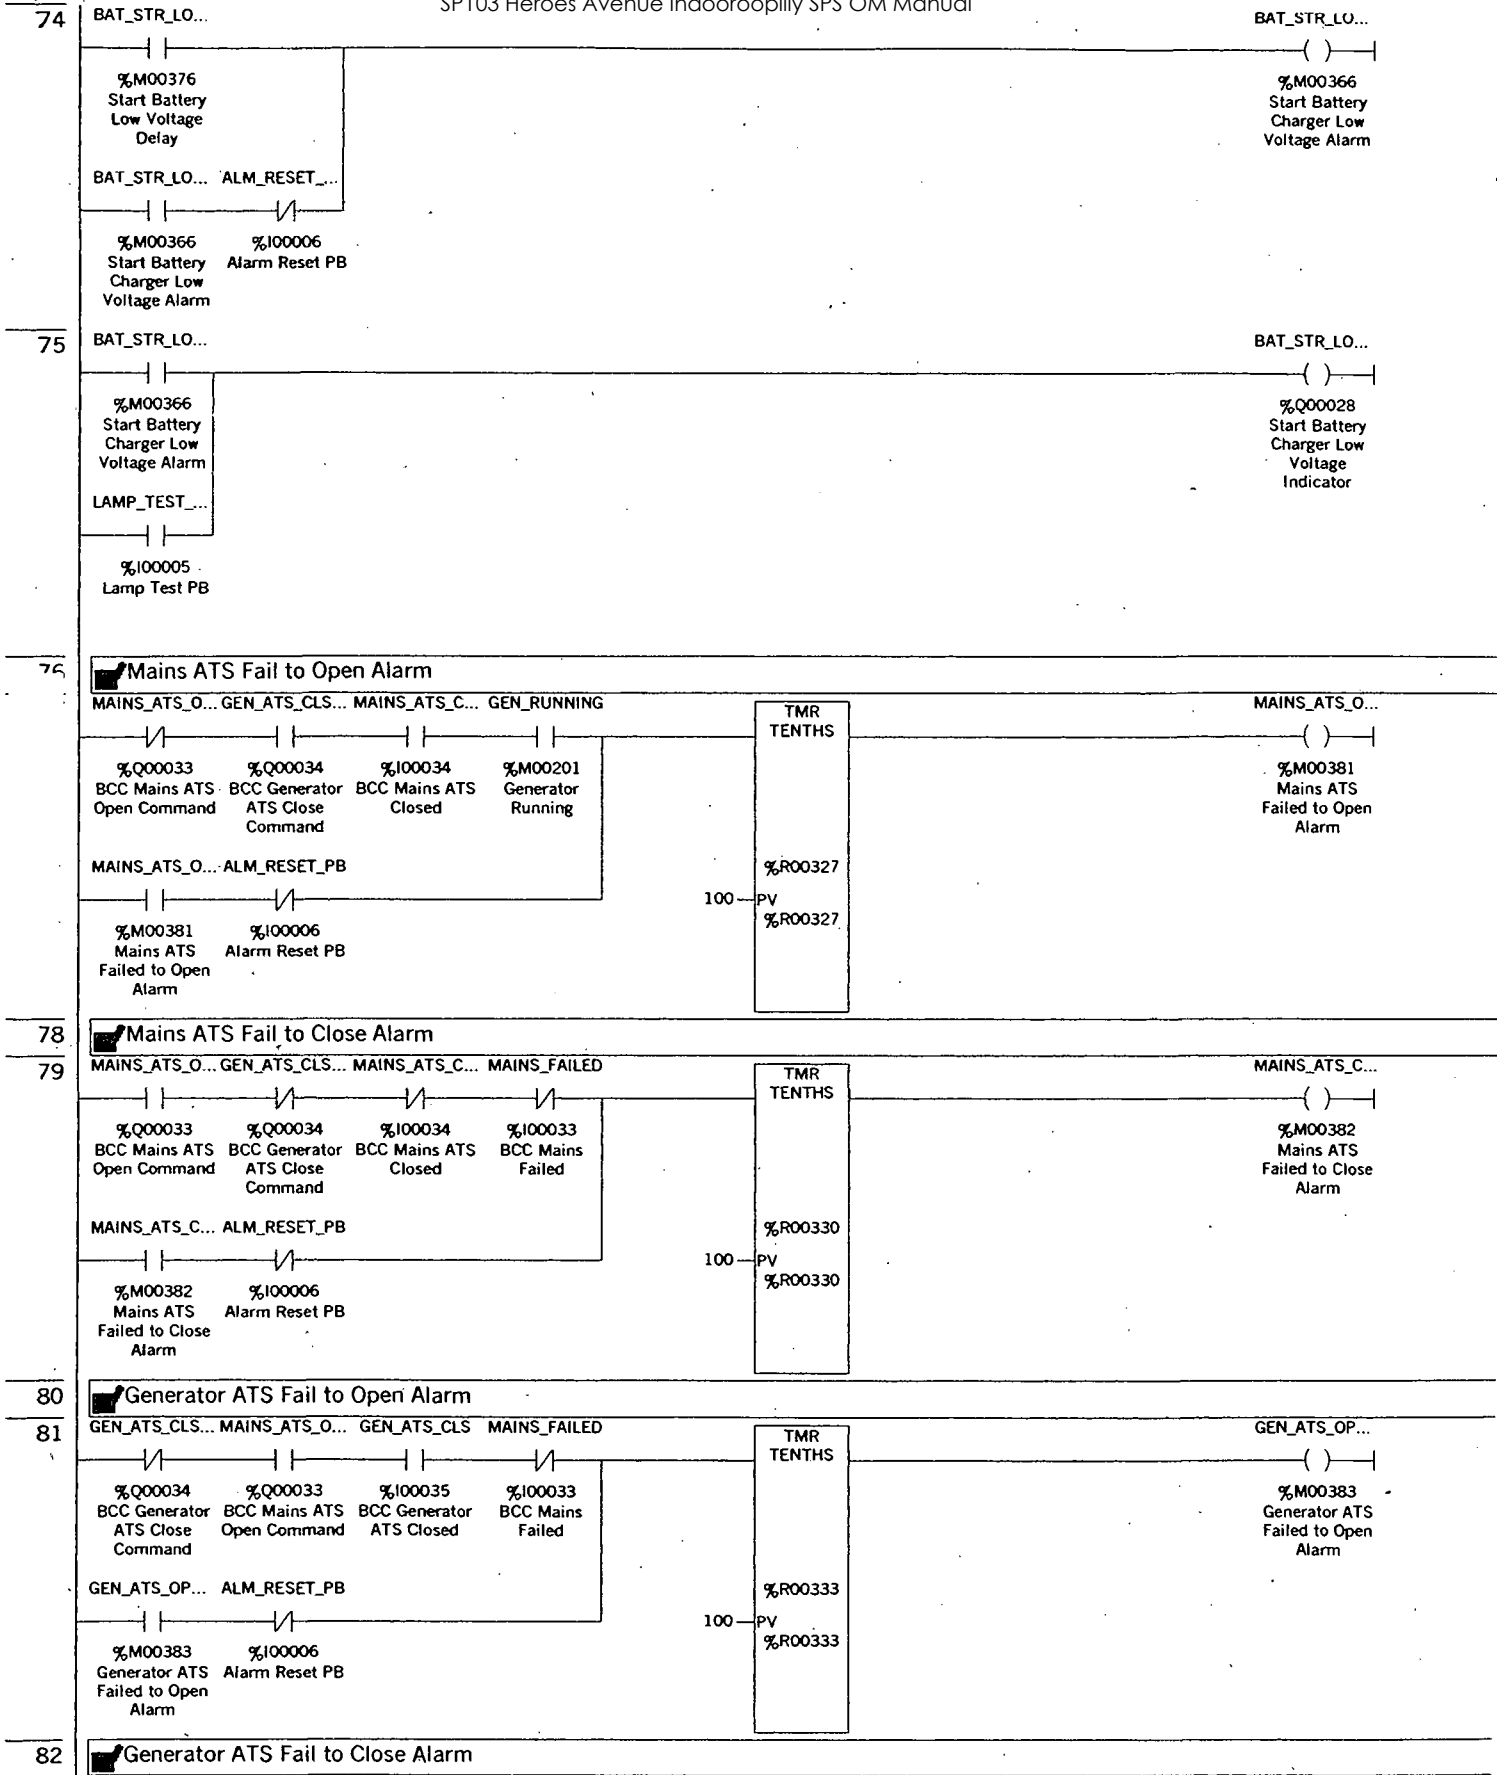 SP103 Heroes Avenue Indooroopilly SPS OM Manual
74
BAT_STR_LO... BAT_STR_LO...
%M00376 %M00366
Start Battery Start Battery
Low Voltage Charger Low
Delay Voltage Alarm
BAT_STR_LO... ALM_RESET_...
%M00366 %I00006
Start Battery Alarm Reset PB
Charger Low
Voltage Alarm
75
BAT_STR_LO... BAT_STR_LO...
%M00366 %Q00028
Start Battery Start Battery
Charger Low Charger Low
Voltage Alarm Voltage
Indicator
LAMP_TEST_...
%I00005
Lamp Test PB
76 Mains ATS Fail to Open Alarm
MAINS_ATS_O... GEN_ATS_CLS... MAINS_ATS_C... GEN_RUNNING TMR MAINS_ATS_O...
TENTHS
%Q00033 %Q00034 %I00034 %M00201 %M00381
BCC Mains ATS BCC Generator BCC Mains ATS Generator Mains ATS
Open Command ATS Close Closed Running Failed to Open
Command Alarm
MAINS_ATS_O... ALM_RESET_PB %R00327
100 PV
%R00327
%M00381 %I00006
Mains ATS Alarm Reset PB
Failed to Open
Alarm
78 Mains ATS Fail to Close Alarm
79 MAINS_ATS_O... GEN_ATS_CLS... MAINS_ATS_C... MAINS_FAILED TMR MAINS_ATS_C...
TENTHS
%Q00033 %Q00034 %I00034 %I00033 %M00382
BCC Mains ATS BCC Generator BCC Mains ATS BCC Mains Mains ATS
Open Command ATS Close Closed Failed Failed to Close
Command Alarm
MAINS_ATS_C... ALM_RESET_PB %R00330
100 PV
%R00330
%M00382 %I00006
Mains ATS Alarm Reset PB
Failed to Close
Alarm
80 Generator ATS Fail to Open Alarm
81 GEN_ATS_CLS... MAINS_ATS_O... GEN_ATS_CLS MAINS_FAILED TMR GEN_ATS_OP...
TENTHS
%Q00034 %Q00033 %I00035 %I00033 %M00383
BCC Generator BCC Mains ATS BCC Generator BCC Mains Generator ATS
ATS Close Open Command ATS Closed Failed Failed to Open
Command Alarm
GEN_ATS_OP... ALM_RESET_PB %R00333
100 PV
%R00333
%M00383 %I00006
Generator ATS Alarm Reset PB
Failed to Open
Alarm
82 Generator ATS Fail to Close Alarm